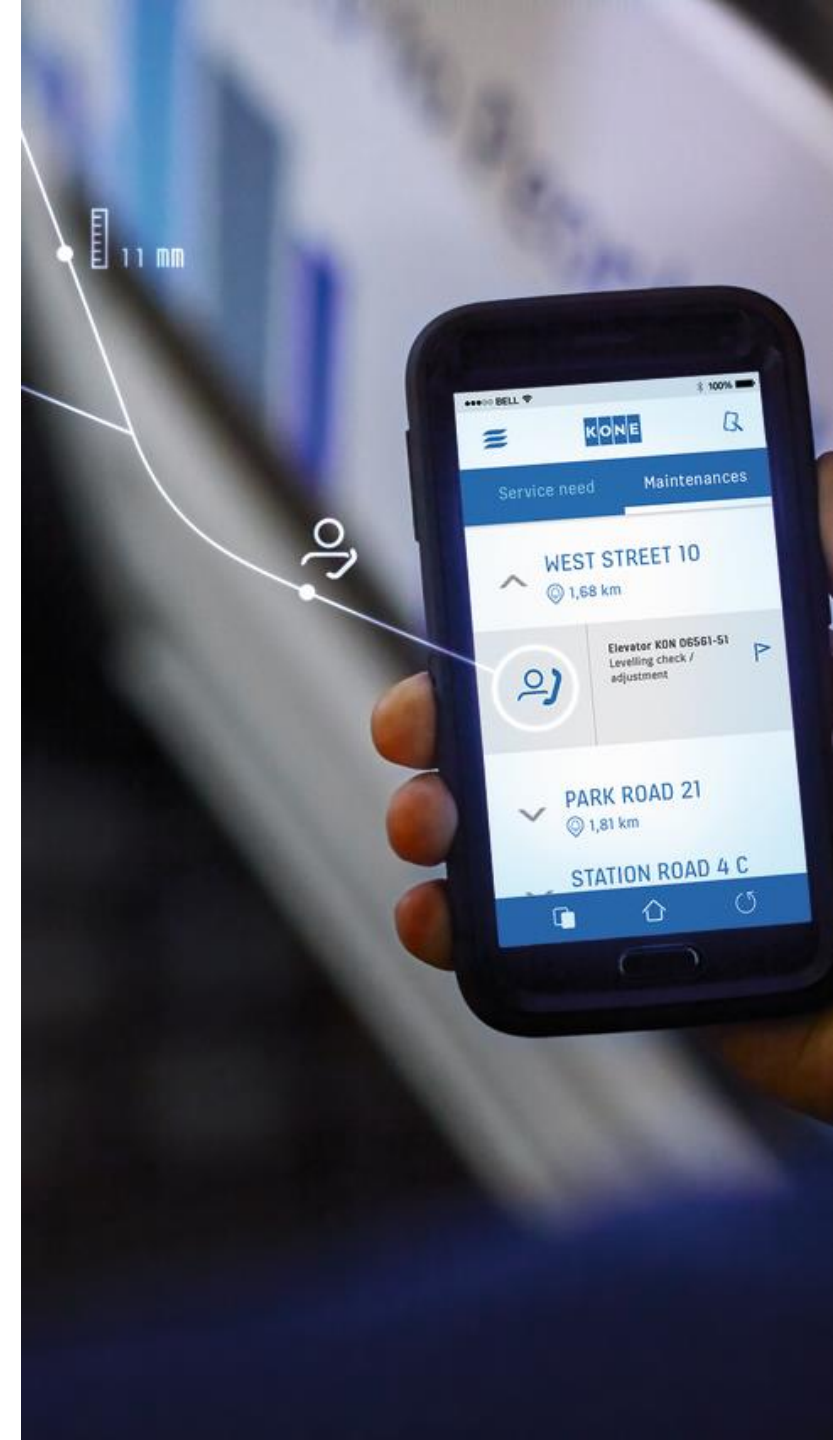 11 mm
BELL
100%
KONE
Service need
Maintenances
WEST STREET 10
1,68 km
Elevator KON 06561-51
Levelling check /
adjustment
PARK ROAD 21
1,81 km
STATION ROAD 4 C